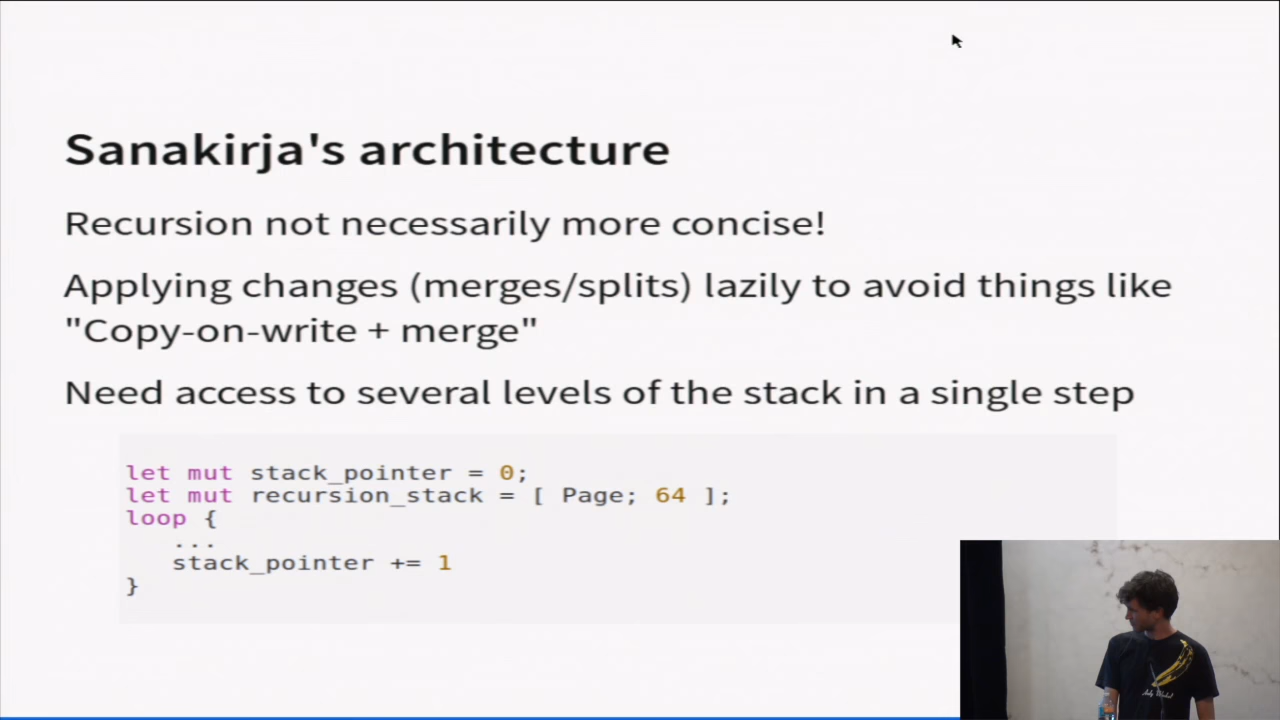 Sanakirja's architecture
Recursion not necessarily more concise!
Applying changes (merges/splits) lazily to avoid things like
"Copy-on-write + merge"
Need access to several levels of the stack in a single step
let mut stack_pointer = 0;
let mut recursion_stack = [ Page; 64 ];
loop {
...
stack_pointer += 1
}